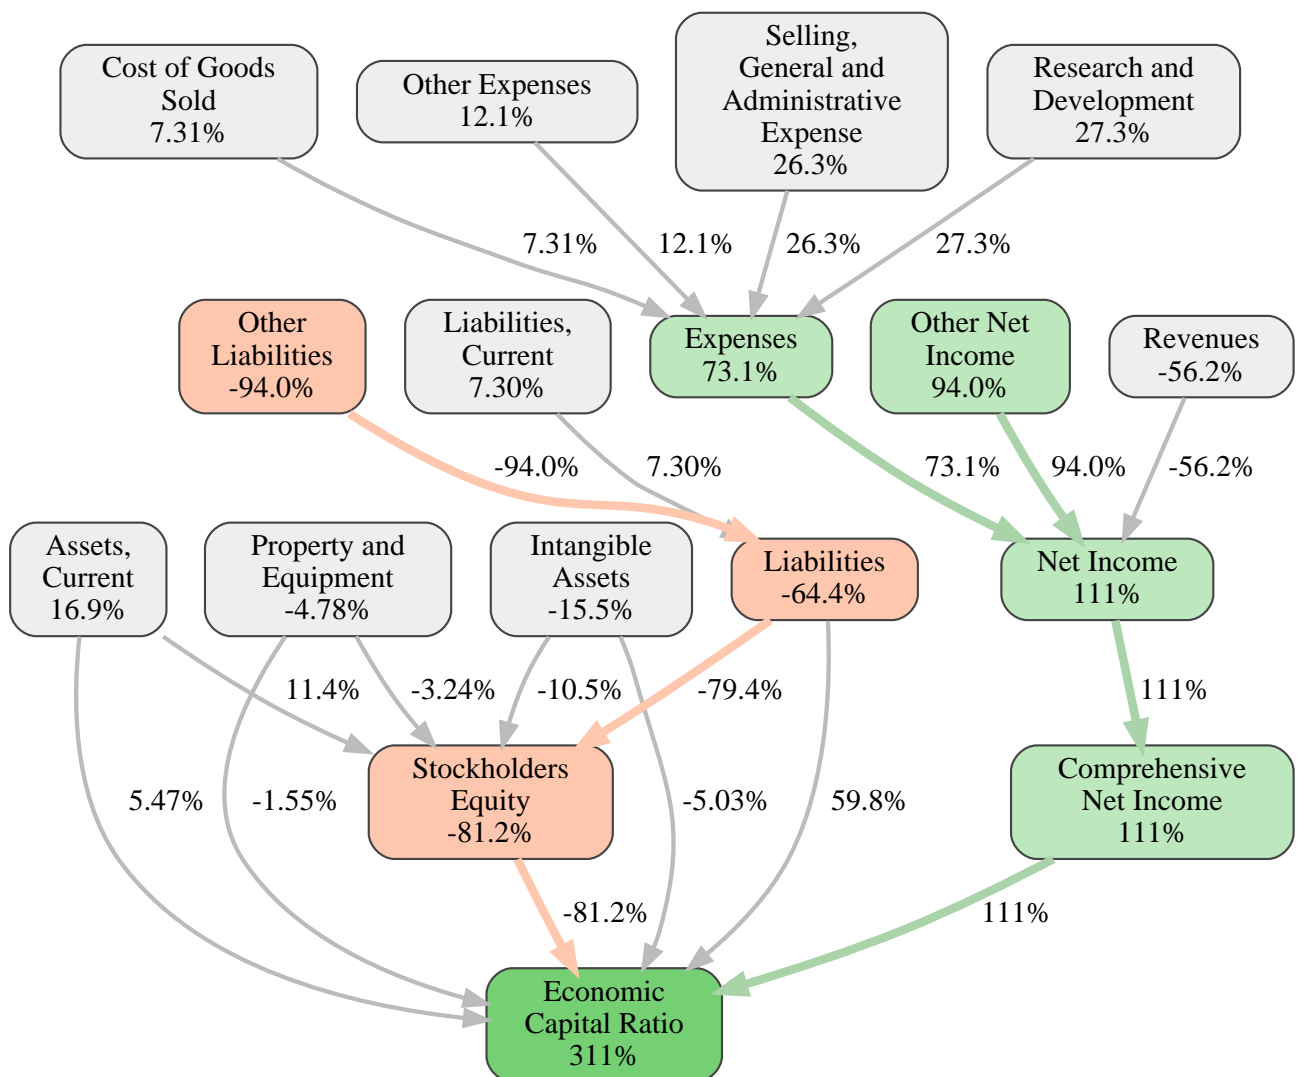 Cost of Goods
Sold
7.31%
Other Expenses
12.1%
Selling,
General and
Administrative
Expense
26.3%
Research and
Development
27.3%
7.31%
12.1%
26.3%
27.3%
Other
Liabilities
-94.0%
Liabilities,
Current
7.30%
Expenses
73.1%
Other Net
Income
94.0%
Revenues
-56.2%
-94.0%
7.30%
73.1%
94.0%
-56.2%
Assets,
Current
16.9%
Property and
Equipment
-4.78%
Intangible
Assets
-15.5%
Liabilities
-64.4%
Net Income
111%
11.4%
-3.24%
-10.5%
-79.4%
111%
5.47%
-1.55%
Stockholders
Equity
-81.2%
-5.03%
59.8%
Comprehensive
Net Income
111%
-81.2%
111%
Economic
Capital Ratio
311%